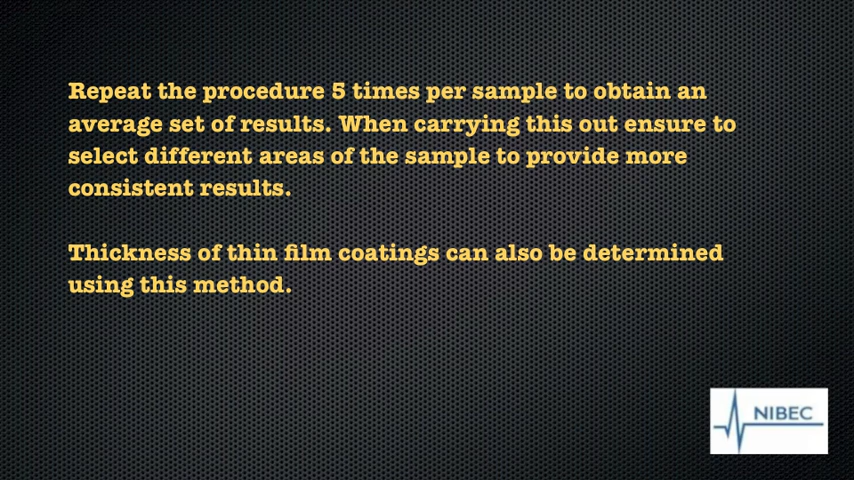 Repeat the procedure 5 times per sample to obtain an
average set of results. When carrying this out ensure to
select different areas of the sample to provide more
consistent results.
Thickness of thin film coatings can also be determined
using this method.
NIBEC